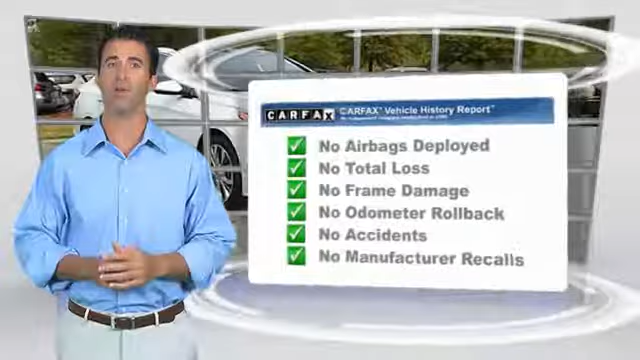 CARFAX CARFAX Vehicle History Report™
No Airbags Deployed
No Total Loss
No Frame Damage
No Odometer Rollback
No Accidents
No Manufacturer Recalls